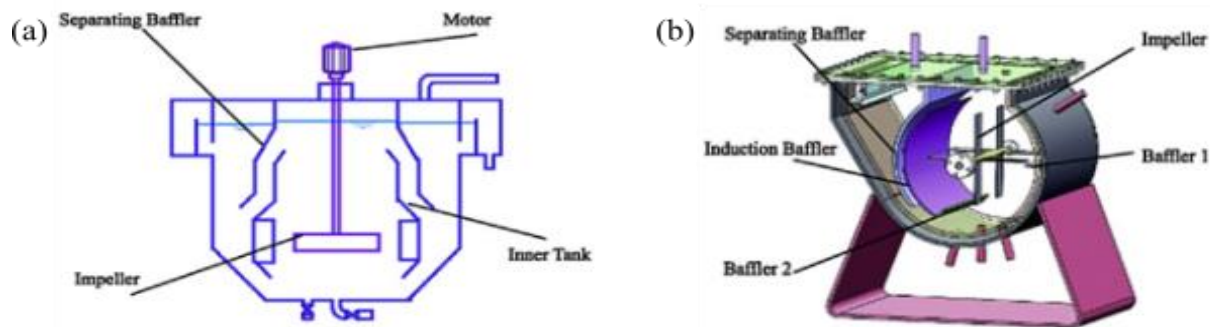 (a)
Separating Baffler
Motor
Impeller
Inner Tank
(b)
Separating Baffler
Impeller
Induction Baffler
Baffler 1
Baffler 2